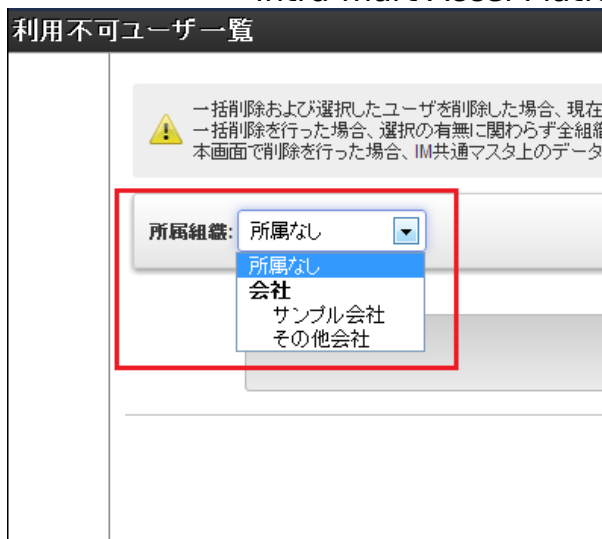 利用不可ユーザ一覧
一括削除および選択したユーザを削除した場合、現在
一括削除を行った場合、選択の有無に関わらず全組織
本画面で削除を行った場合、IM共通マスタ上のデータ
所属組織: 所属なし
所属なし
会社
サンプル会社
その他会社